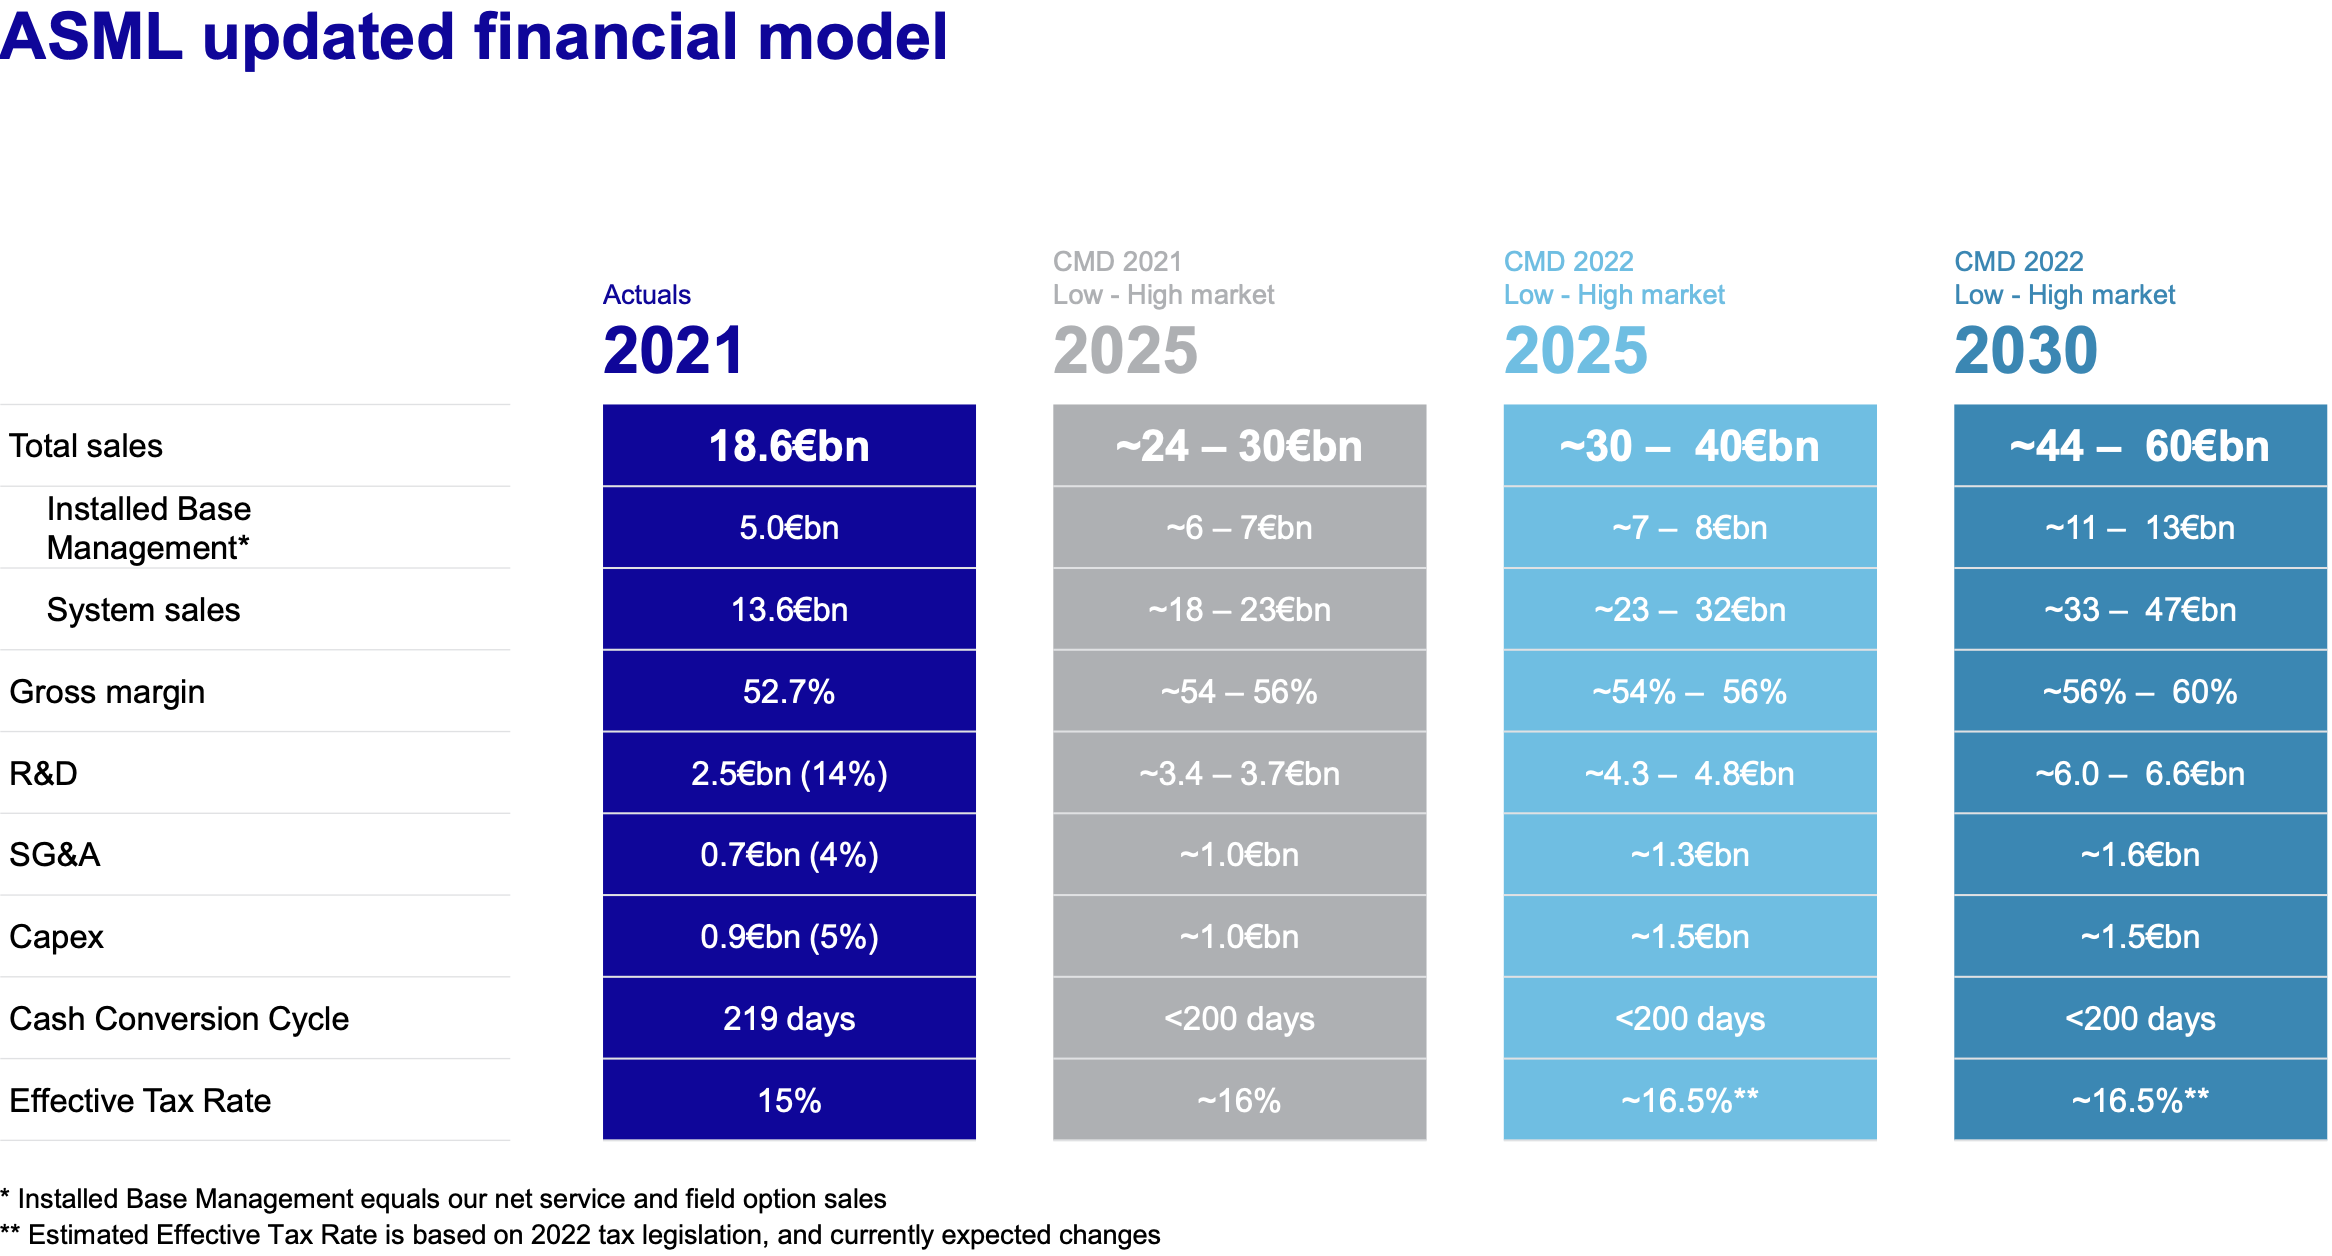 ASML updated financial model
Actuals
2021
CMD 2021
Low - High market
2025
CMD 2022
Low - High market
2025
CMD 2022
Low - High market
2030
Total sales 18.6€bn ~24 – 30€bn ~30 – 40€bn ~44 – 60€bn
Installed Base
Management* 5.0€bn ~6 – 7€bn ~7 – 8€bn ~11 – 13€bn
System sales 13.6€bn ~18 – 23€bn ~23 – 32€bn ~33 – 47€bn
Gross margin 52.7% ~54 – 56% ~54% – 56% ~56% – 60%
R&D 2.5€bn (14%) ~3.4 – 3.7€bn ~4.3 – 4.8€bn ~6.0 – 6.6€bn
SG&A 0.7€bn (4%) ~1.0€bn ~1.3€bn ~1.6€bn
Capex 0.9€bn (5%) ~1.0€bn ~1.5€bn ~1.5€bn
Cash Conversion Cycle 219 days <200 days <200 days <200 days
Effective Tax Rate 15% ~16% ~16.5%** ~16.5%**
* Installed Base Management equals our net service and field option sales
** Estimated Effective Tax Rate is based on 2022 tax legislation, and currently expected changes